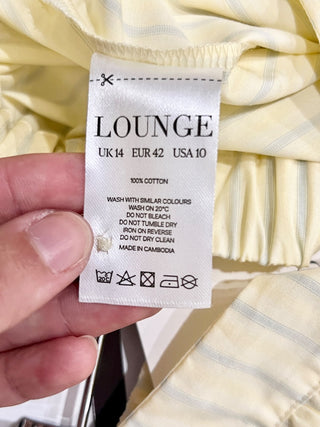 LOUNGE
UK 14 EUR 42 USA 10
100% COTTON
WASH WITH SIMILAR COLOURS
WASH ON 20°C
DO NOT BLEACH
DO NOT TUMBLE DRY
IRON ON REVERSE
DO NOT DRY CLEAN
MADE IN CAMBODIA
20